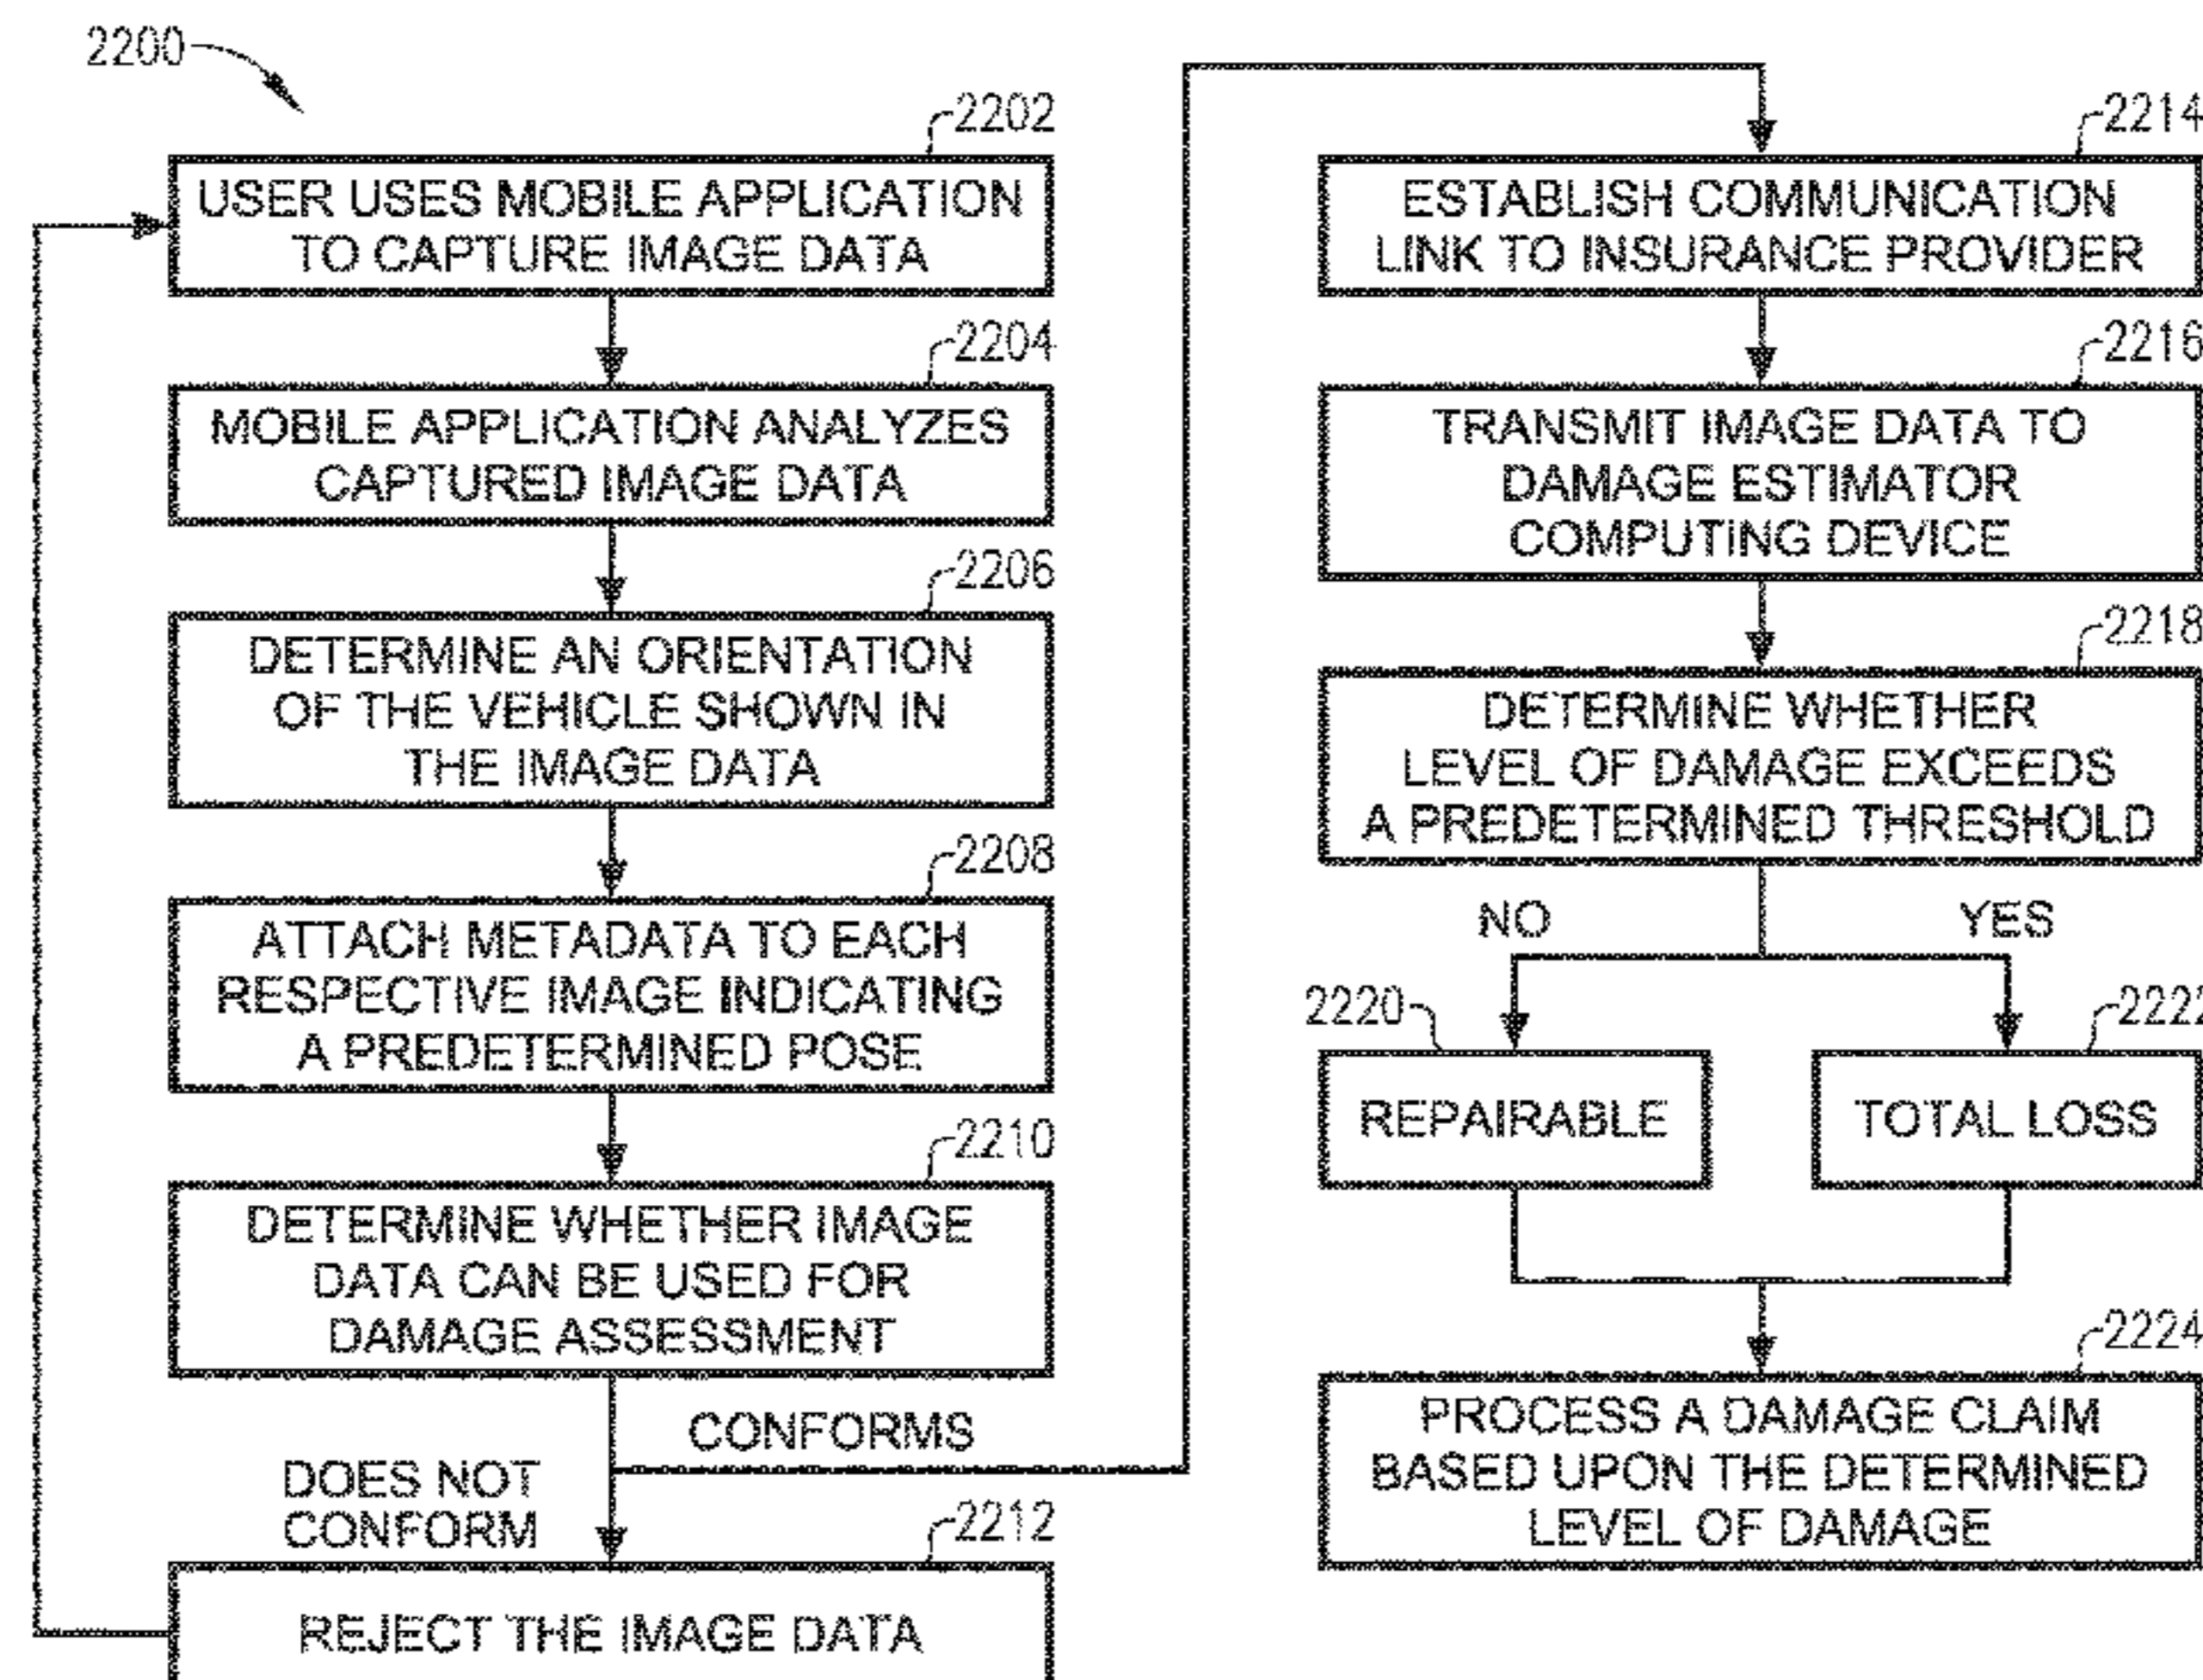 2200
2202
USER USES MOBILE APPLICATION
TO CAPTURE IMAGE DATA
2204
MOBILE APPLICATION ANALYZES
CAPTURED IMAGE DATA
2206
DETERMINE AN ORIENTATION
OF THE VEHICLE SHOWN IN
THE IMAGE DATA
2208
ATTACH METADATA TO EACH
RESPECTIVE IMAGE INDICATING
A PREDETERMINED POSE
2210
DETERMINE WHETHER IMAGE
DATA CAN BE USED FOR
DAMAGE ASSESSMENT
CONFORMS
DOES NOT
CONFORM
2212
REJECT THE IMAGE DATA
2214
ESTABLISH COMMUNICATION
LINK TO INSURANCE PROVIDER
2216
TRANSMIT IMAGE DATA TO
DAMAGE ESTIMATOR
COMPUTING DEVICE
2218
DETERMINE WHETHER
LEVEL OF DAMAGE EXCEEDS
A PREDETERMINED THRESHOLD
NO
YES
2220
REPAIRABLE
2222
TOTAL LOSS
2224
PROCESS A DAMAGE CLAIM
BASED UPON THE DETERMINED
LEVEL OF DAMAGE